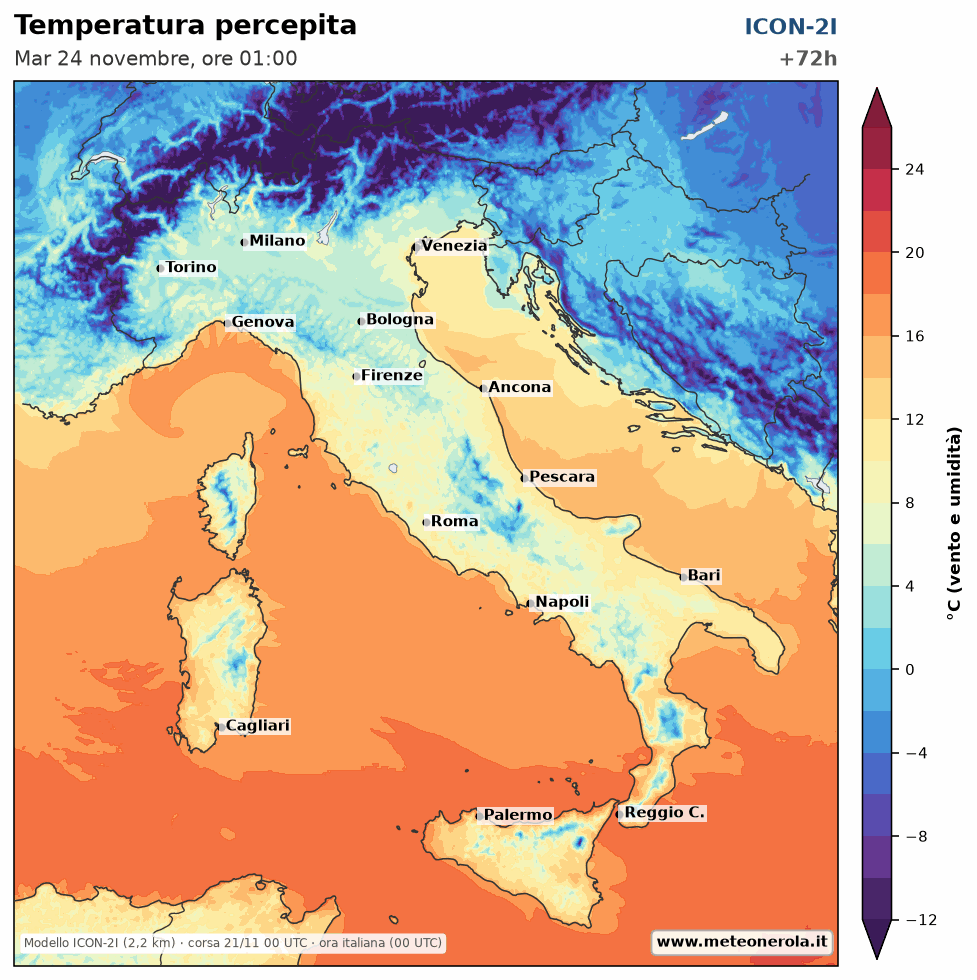 Temperatura percepita
ICON-2I
Mar 24 novembre, ore 01:00
+72h
Milano
Venezia
Torino
Genova
Bologna
Firenze
Ancona
Pescara
Roma
Bari
Napoli
Cagliari
Palermo
Reggio C.
24
20
16
12
8
4
0
−4
−8
−12
°C (vento e umidità)
Modello ICON-2I (2,2 km) · corsa 21/11 00 UTC · ora italiana (00 UTC)
www.meteonerola.it